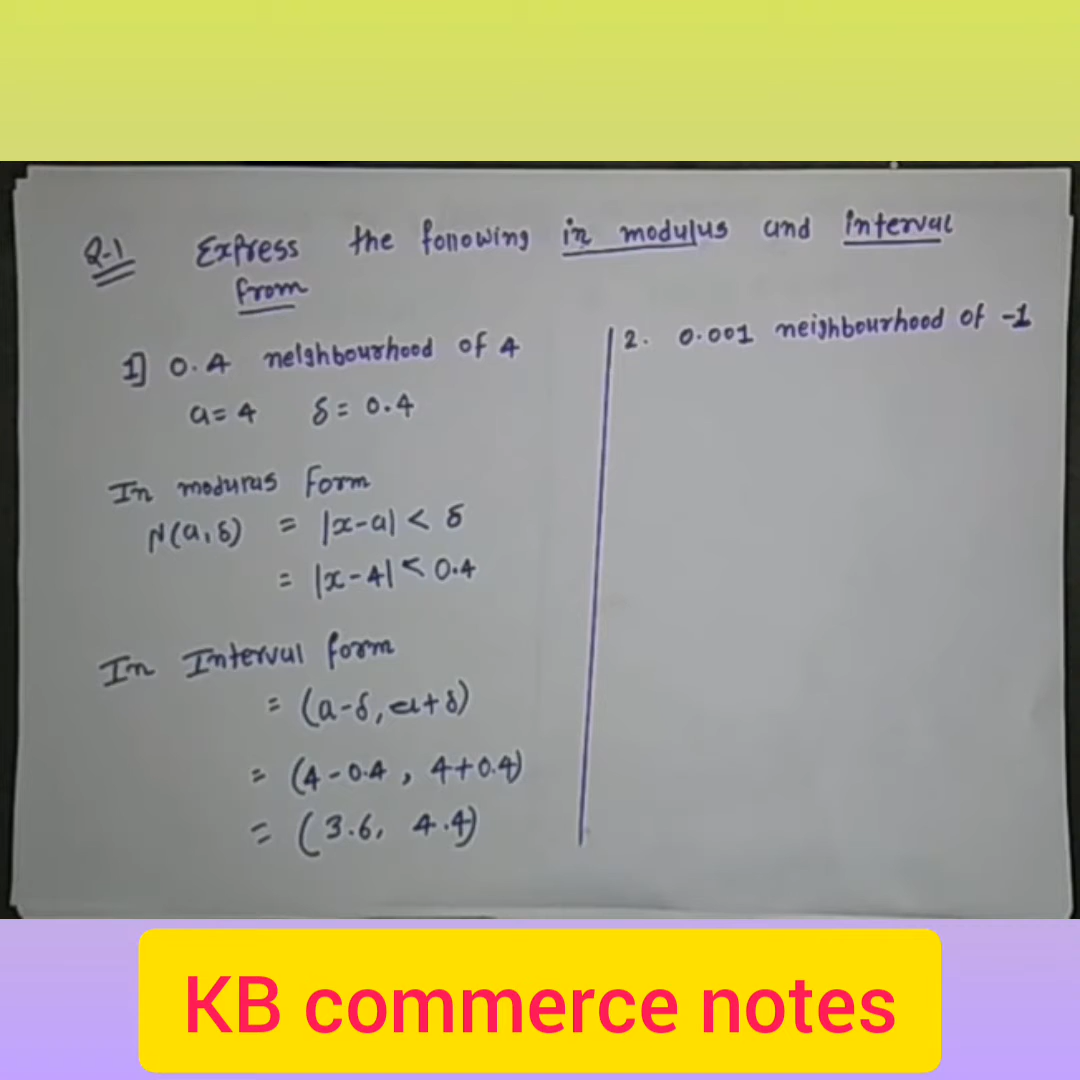 Q-1 Express the following in modulus and Interval
from
1] 0.4 neighbourhood of 4
a=4 δ= 0.4
In modulus form
N(a,δ) = |x-a| < δ
= |x-4| < 0.4
In Interval form
= (a-δ, a+δ)
= (4-0.4, 4+0.4)
= (3.6, 4.4)
2. 0.001 neighbourhood of -1
KB commerce notes